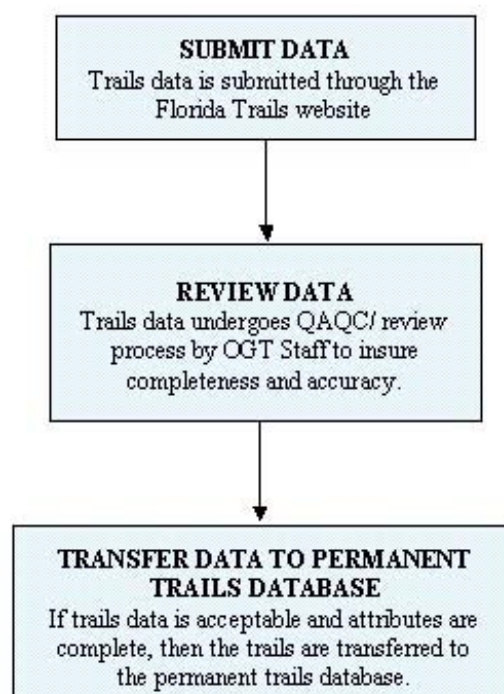 SUBMIT DATA
Trails data is submitted through the
Florida Trails website
REVIEW DATA
Trails data undergoes QAQC/ review
process by OGT Staff to insure
completeness and accuracy.
TRANSFER DATA TO PERMANENT
TRAILS DATABASE
If trails data is acceptable and attributes are
complete, then the trails are transferred to
the permanent trails database.